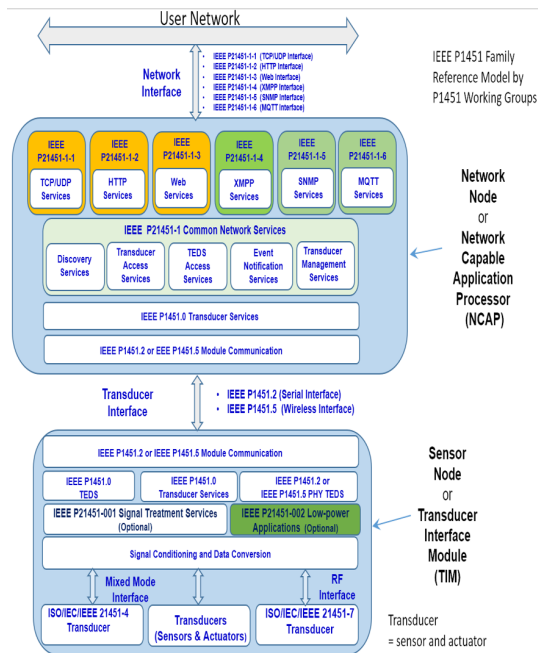 User Network
Network
Interface
• IEEE P21451-1-1 (TCP/UDP Interface)
• IEEE P21451-1-2 (HTTP Interface)
• IEEE P21451-1-3 (Web Interface)
• IEEE P21451-1-4 (XMPP Interface)
• IEEE P21451-1-5 (SNMP Interface)
• IEEE P21451-1-6 (MQTT Interface)
IEEE P1451 Family
Reference Model by
P1451 Working Groups
IEEE
P21451-1-1
TCP/UDP
Services
IEEE
P21451-1-2
HTTP
Services
IEEE
P21451-1-3
Web
Services
IEEE
P21451-1-4
XMPP
Services
IEEE
P21451-1-5
SNMP
Services
IEEE
P21451-1-6
MQTT
Services
IEEE P21451-1 Common Network Services
Discovery
Services
Transducer
Access
Services
TEDS
Access
Services
Event
Notification
Services
Transducer
Management
Services
IEEE P1451.0 Transducer Services
IEEE P1451.2 or EEE P1451.5 Module Communication
Network
Node
or
Network
Capable
Application
Processor
(NCAP)
Transducer
Interface
• IEEE P1451.2 (Serial Interface)
• IEEE P1451.5 (Wireless Interface)
IEEE P1451.2 or IEEE P1451.5 Module Communication
IEEE P1451.0
TEDS
IEEE P1451.0
Transducer Services
IEEE P1451.2 or
IEEE P1451.5 PHY TEDS
IEEE P21451-001 Signal Treatment Services
(Optional)
IEEE P21451-002 Low-power
Applications (Optional)
Signal Conditioning and Data Conversion
Mixed Mode
Interface
RF
Interface
ISO/IEC/IEEE 21451-4
Transducer
Transducers
(Sensors & Actuators)
ISO/IEC/IEEE 21451-7
Transducer
Sensor
Node
or
Transducer
Interface
Module
(TIM)
Transducer
= sensor and actuator